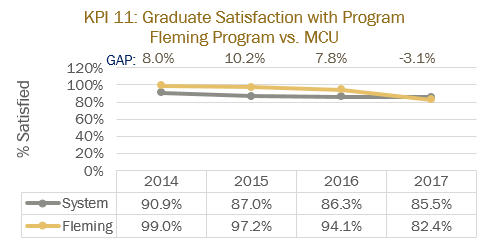 KPI 11: Graduate Satisfaction with Program
Fleming Program vs. MCU
GAP: 8.0% 10.2% 7.8% -3.1%
% Satisfied
120%
100%
80%
60%
40%
20%
0%
2014 2015 2016 2017
System 90.9% 87.0% 86.3% 85.5%
Fleming 99.0% 97.2% 94.1% 82.4%